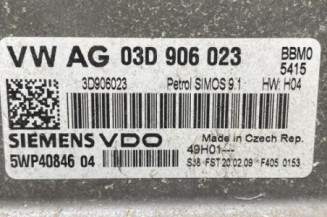 VW AG 03D 906 023 BBM0
5415
3D906023 Petrol SIMOS 9.1 HW: H04
SIEMENS VDO Made in Czech Rep.
5WP40846 04 49H01---
S38-FST 20.02.09 F405 0153